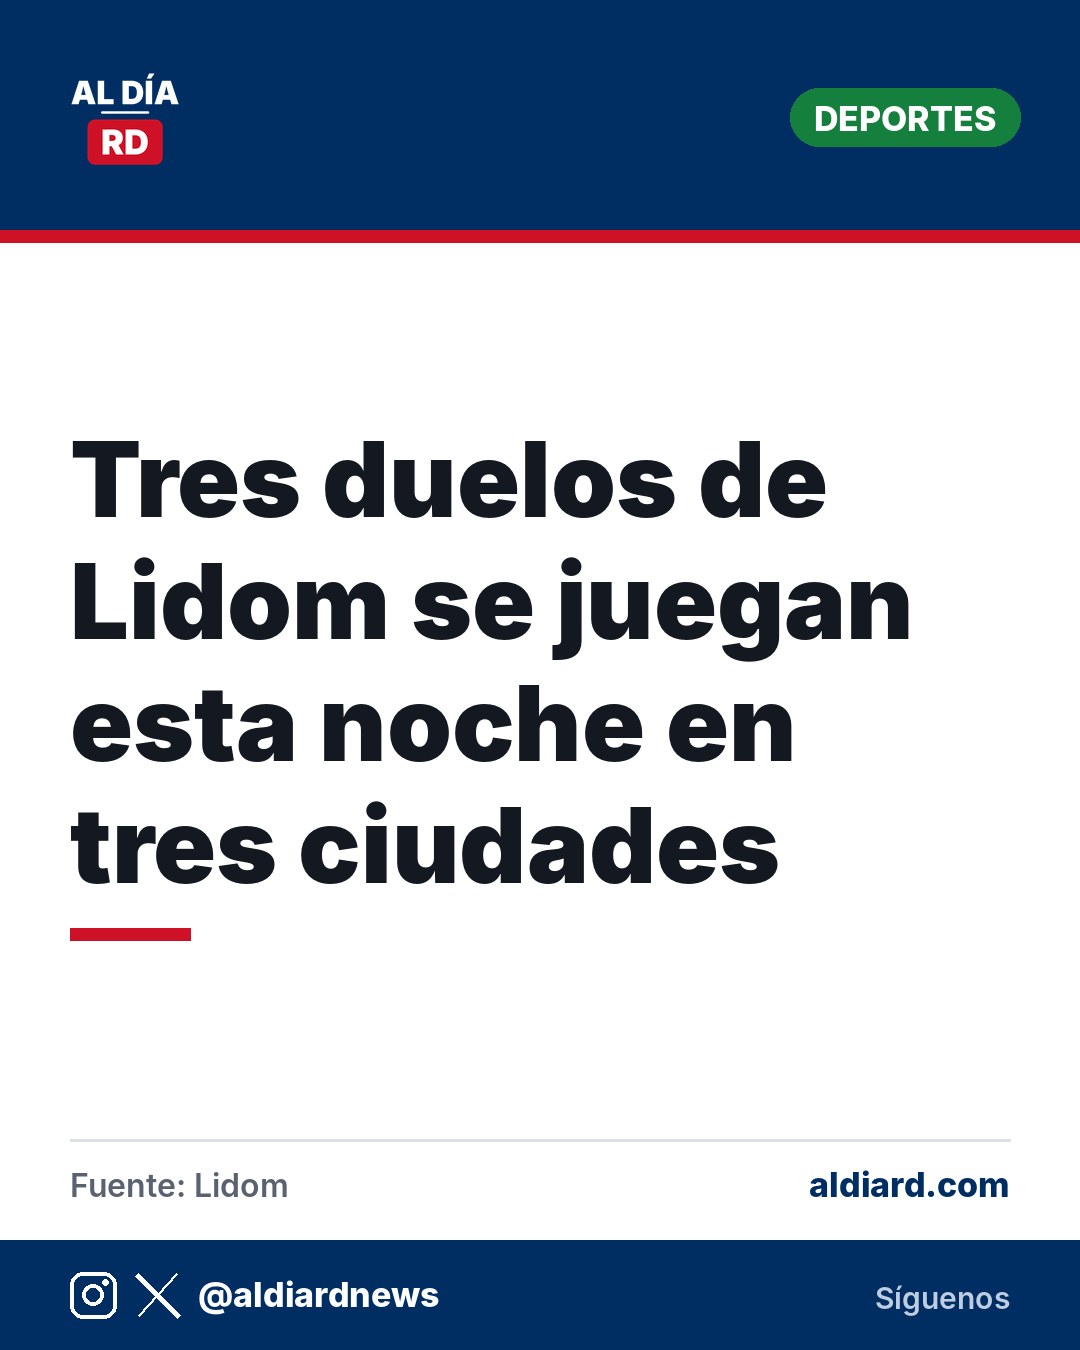 AL DÍA
RD
DEPORTES
Tres duelos de
Lidom se juegan
esta noche en
tres ciudades
Fuente: Lidom
aldiard.com
@aldiardnews
Síguenos